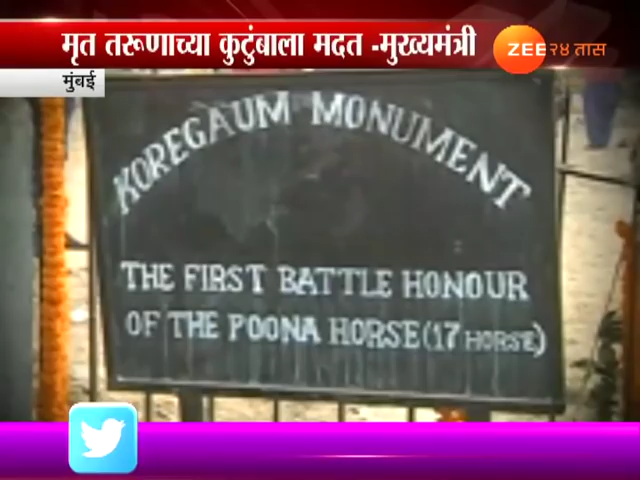 मृत तरूणाच्या कुटुंबाला मदत -मुख्यमंत्री
ZEE २४ तास
मुंबई
KOREGAUM MONUMENT
THE FIRST BATTLE HONOUR
OF THE POONA HORSE(17 HORSE)